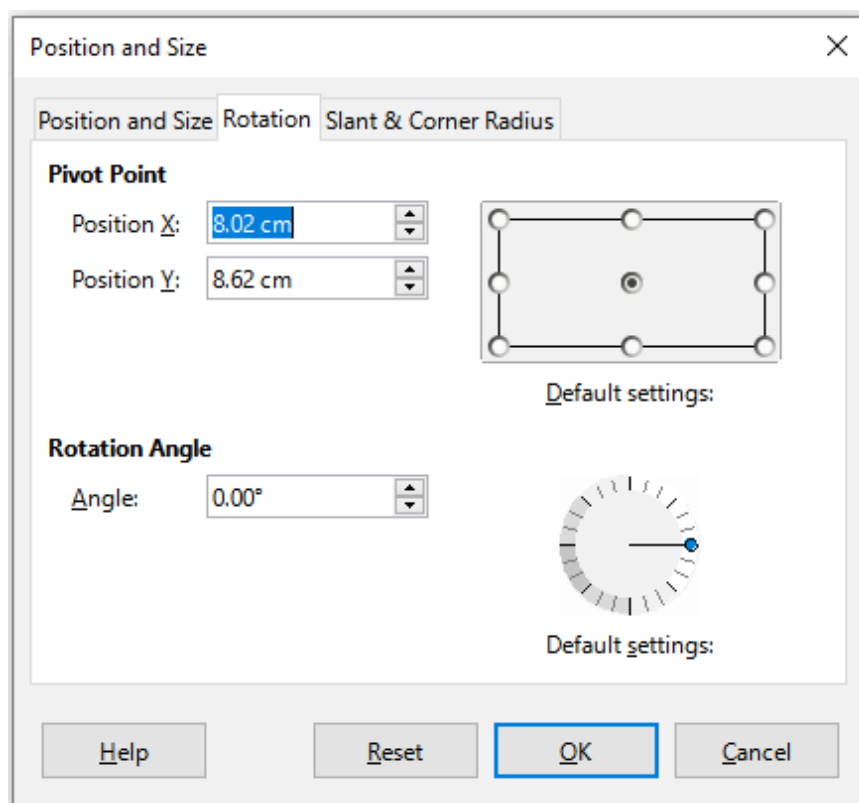 Position and Size
Position and Size Rotation Slant & Corner Radius
Pivot Point
Position X: 8.02 cm
Position Y: 8.62 cm
Default settings:
Rotation Angle
Angle: 0.00°
Default settings:
Help Reset OK Cancel